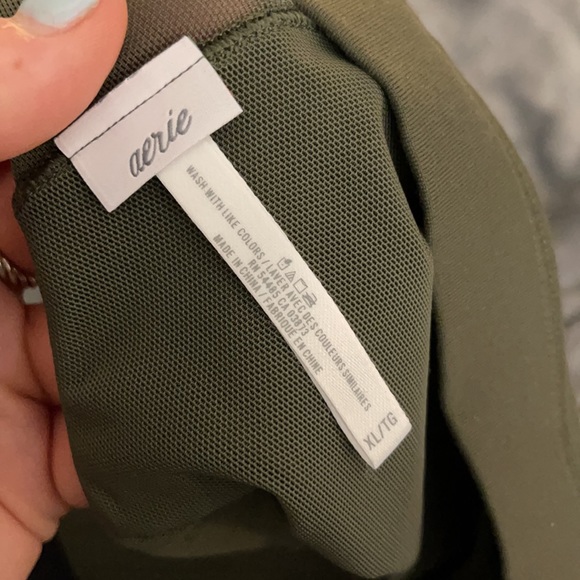 aerie
WASH WITH LIKE COLORS / LAVER AVEC DES COULEURS SIMILAIRES
RN 54485 CA 03873
MADE IN CHINA / FABRIQUÉ EN CHINE
XL/TG